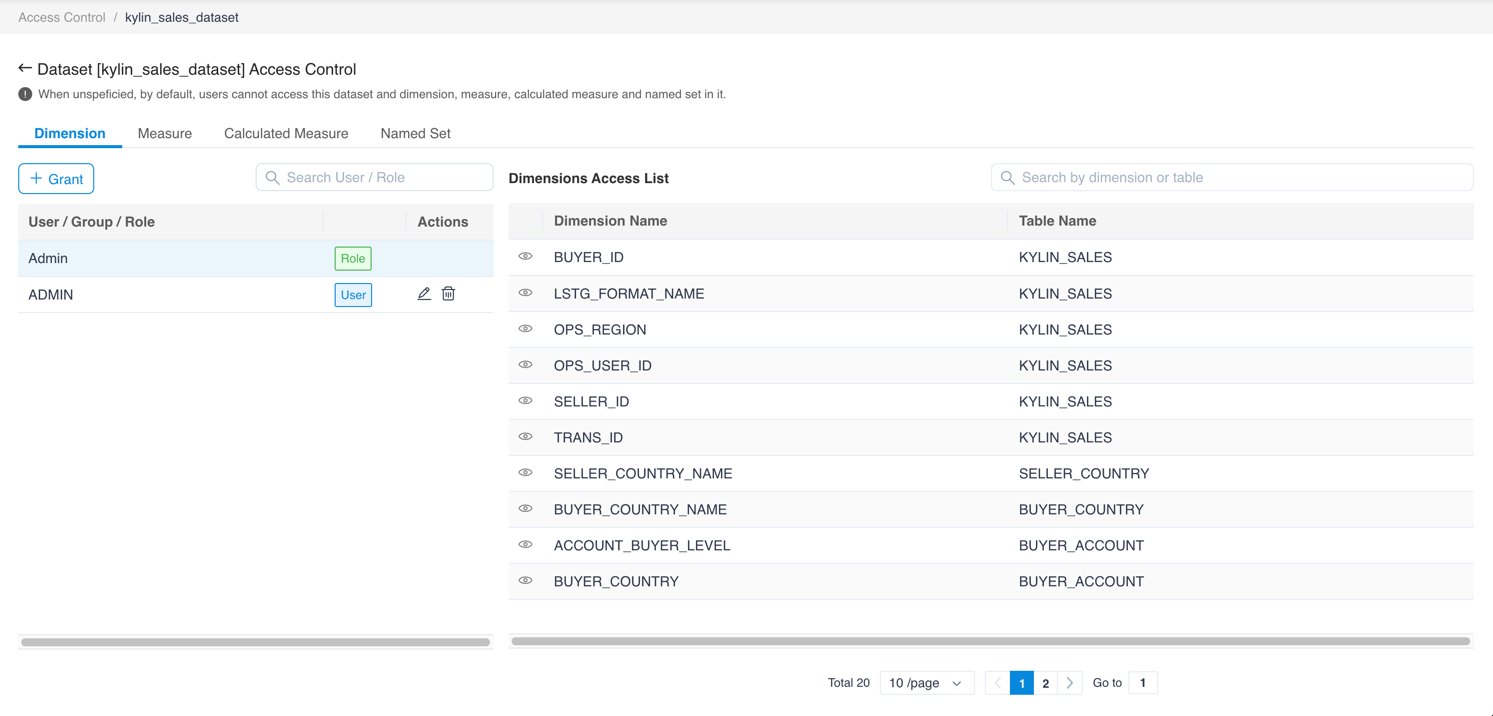 Access Control / kylin_sales_dataset
← Dataset [kylin_sales_dataset] Access Control
! When unspeficied, by default, users cannot access this dataset and dimension, measure, calculated measure and named set in it.
Dimension Measure Calculated Measure Named Set
+ Grant Search User / Role Dimensions Access List Search by dimension or table
User / Group / Role Actions
Admin Role
ADMIN User
Dimension Name Table Name
BUYER_ID KYLIN_SALES
LSTG_FORMAT_NAME KYLIN_SALES
OPS_REGION KYLIN_SALES
OPS_USER_ID KYLIN_SALES
SELLER_ID KYLIN_SALES
TRANS_ID KYLIN_SALES
SELLER_COUNTRY_NAME SELLER_COUNTRY
BUYER_COUNTRY_NAME BUYER_COUNTRY
ACCOUNT_BUYER_LEVEL BUYER_ACCOUNT
BUYER_COUNTRY BUYER_ACCOUNT
Total 20 10 /page 1 2 Go to 1